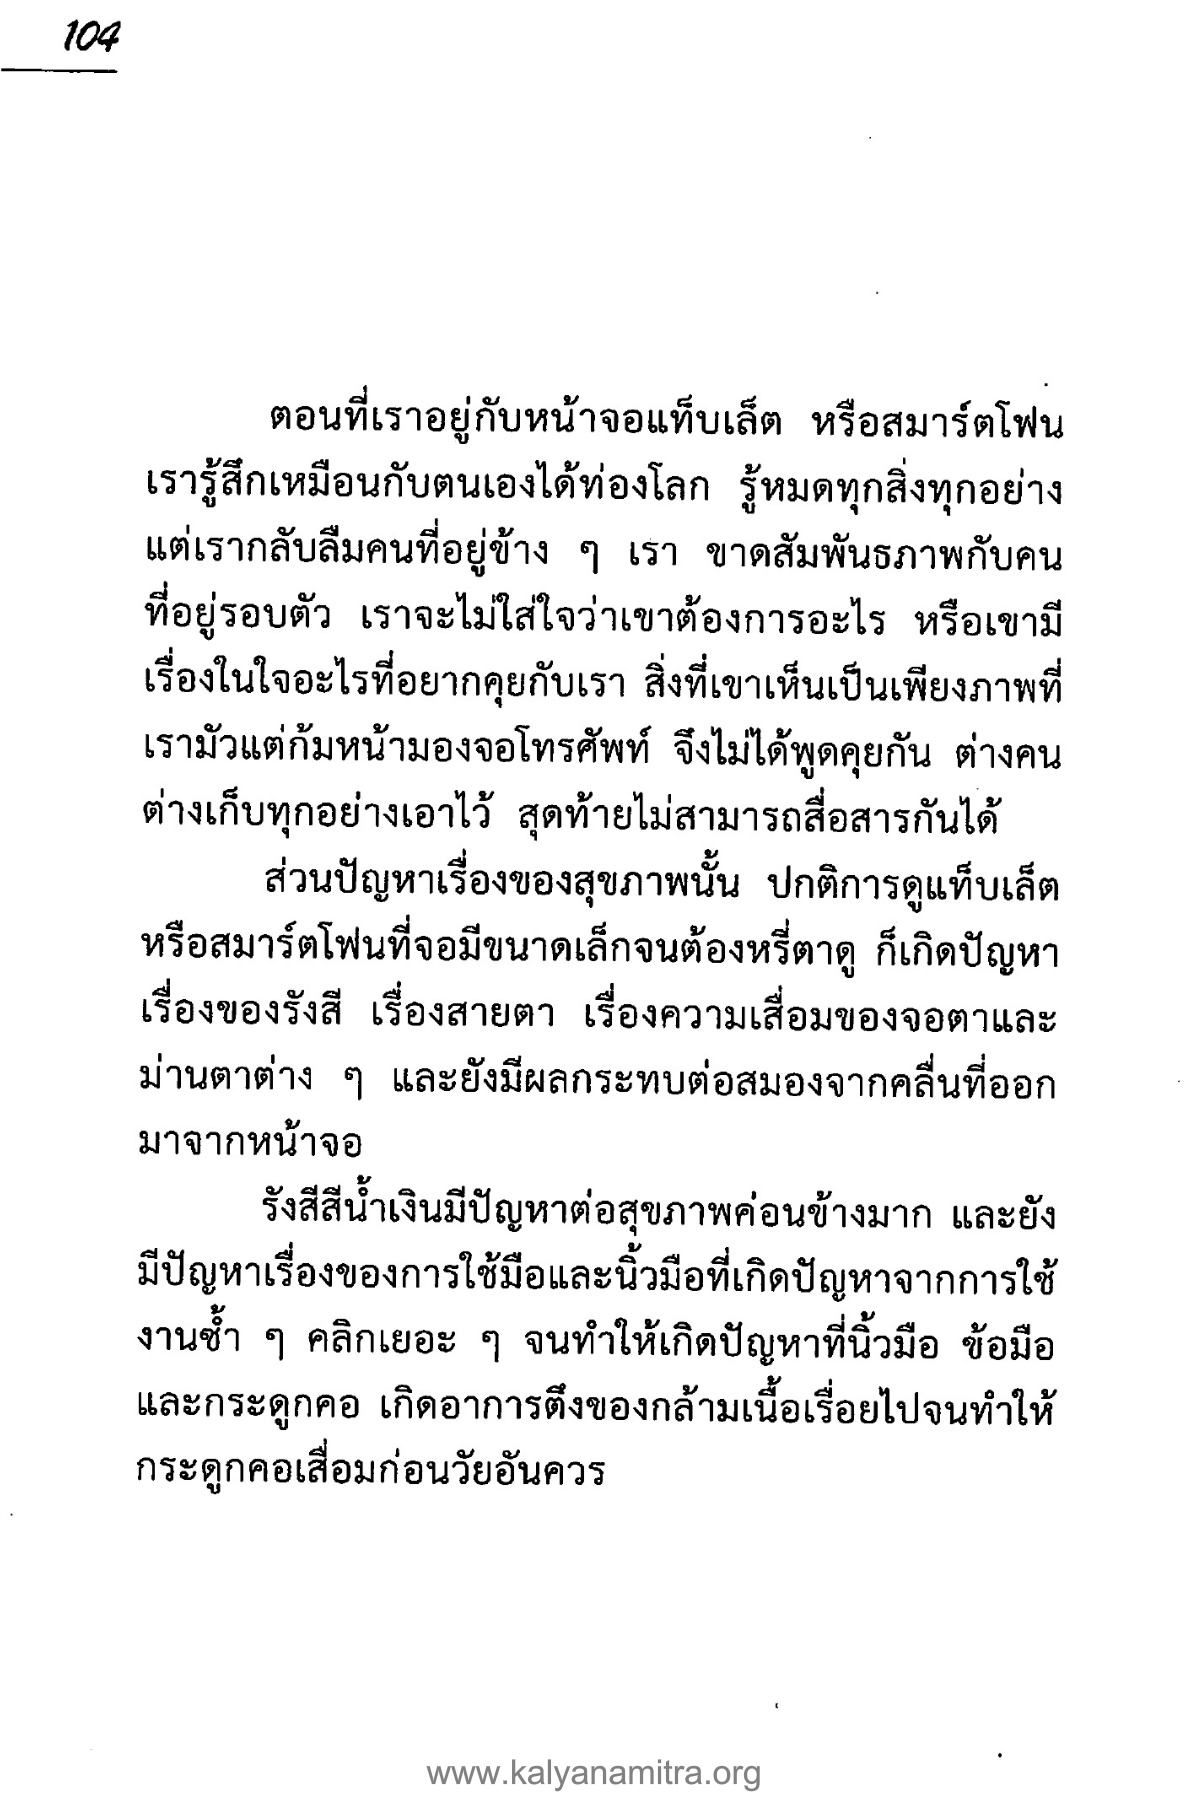 104
ตอนที่เราอยู่กับหน้าจอแท็บเล็ต หรือสมาร์ตโฟน
เรารู้สึกเหมือนกับตนเองได้ท่องโลก รู้หมดทุกสิ่งทุกอย่าง
แต่เรากลับลืมคนที่อยู่ข้าง ๆ เรา ขาดสัมพันธภาพกับคน
ที่อยู่รอบตัว เราจะไม่ใส่ใจว่าเขาต้องการอะไร หรือเขามี
เรื่องในใจอะไรที่อยากคุยกับเรา สิ่งที่เขาเห็นเป็นเพียงภาพที่
เรามัวแต่ก้มหน้ามองจอโทรศัพท์ จึงไม่ได้พูดคุยกัน ต่างคน
ต่างเก็บทุกอย่างเอาไว้ สุดท้ายไม่สามารถสื่อสารกันได้
ส่วนปัญหาเรื่องของสุขภาพนั้น ปกติการดูแท็บเล็ต
หรือสมาร์ตโฟนที่จอมีขนาดเล็กจนต้องหรี่ตาดู ก็เกิดปัญหา
เรื่องของรังสี เรื่องสายตา เรื่องความเสื่อมของจอตาและ
ม่านตาต่าง ๆ และยังมีผลกระทบต่อสมองจากคลื่นที่ออก
มาจากหน้าจอ
รังสีสีน้ำเงินมีปัญหาต่อสุขภาพค่อนข้างมาก และยัง
มีปัญหาเรื่องของการใช้มือและนิ้วมือที่เกิดปัญหาจากการใช้
งานซ้ำ ๆ คลิกเยอะ ๆ จนทำให้เกิดปัญหาที่นิ้วมือ ข้อมือ
และกระดูกคอ เกิดอาการตึงของกล้ามเนื้อเรื่อยไปจนทำให้
กระดูกคอเสื่อมก่อนวัยอันควร
www.kalyanamitra.org